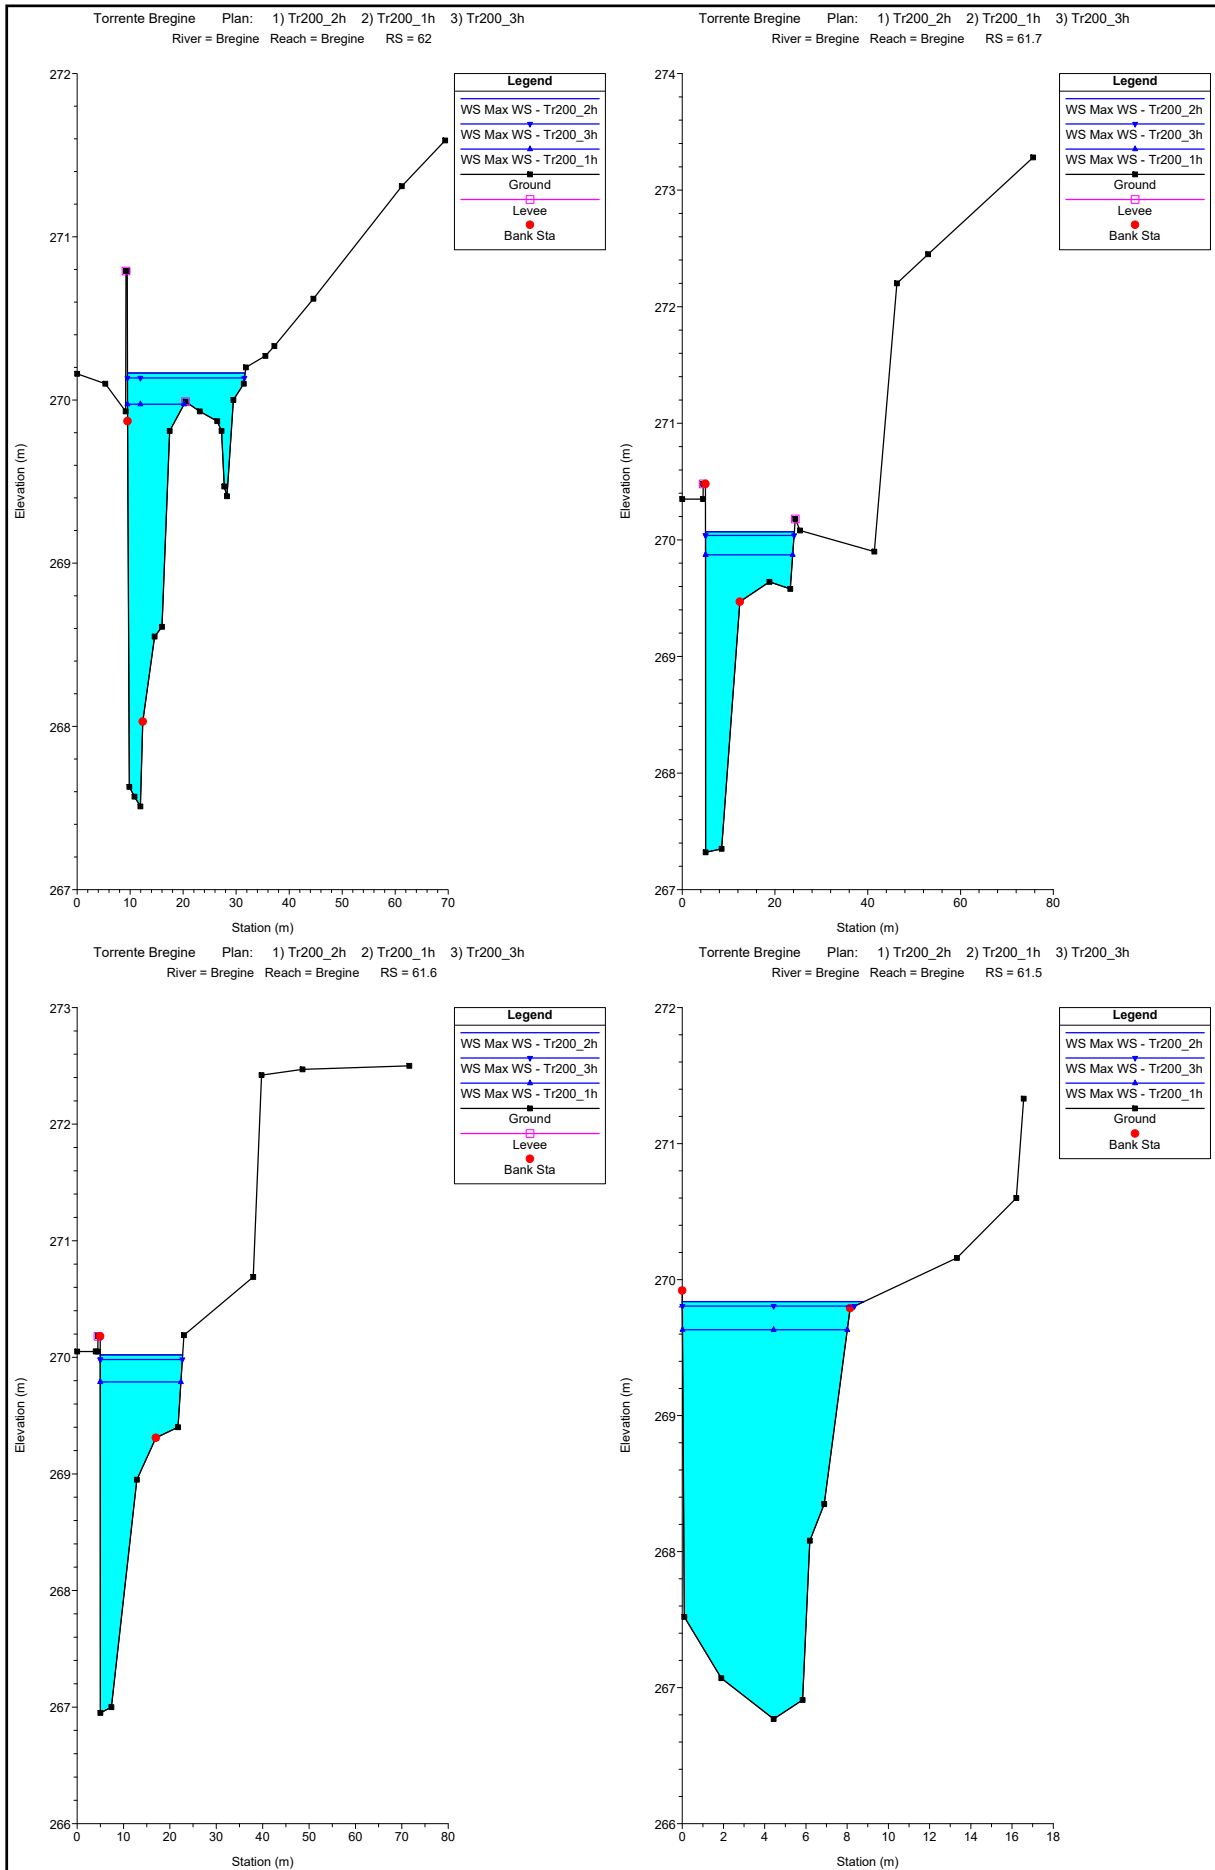 Torrente Bregine Plan: 1) Tr200_2h 2) Tr200_1h 3) Tr200_3h
River = Bregine Reach = Bregine RS = 62
272
271
270
269
268
267
Elevation (m)
0 10 20 30 40 50 60 70
Station (m)
Legend
WS Max WS - Tr200_2h
WS Max WS - Tr200_3h
WS Max WS - Tr200_1h
Ground
Levee
Bank Sta
Torrente Bregine Plan: 1) Tr200_2h 2) Tr200_1h 3) Tr200_3h
River = Bregine Reach = Bregine RS = 61.7
274
273
272
271
270
269
268
267
Elevation (m)
0 20 40 60 80
Station (m)
Legend
WS Max WS - Tr200_2h
WS Max WS - Tr200_3h
WS Max WS - Tr200_1h
Ground
Levee
Bank Sta
Torrente Bregine Plan: 1) Tr200_2h 2) Tr200_1h 3) Tr200_3h
River = Bregine Reach = Bregine RS = 61.6
273
272
271
270
269
268
267
266
Elevation (m)
0 10 20 30 40 50 60 70 80
Station (m)
Legend
WS Max WS - Tr200_2h
WS Max WS - Tr200_3h
WS Max WS - Tr200_1h
Ground
Levee
Bank Sta
Torrente Bregine Plan: 1) Tr200_2h 2) Tr200_1h 3) Tr200_3h
River = Bregine Reach = Bregine RS = 61.5
272
271
270
269
268
267
266
Elevation (m)
0 2 4 6 8 10 12 14 16 18
Station (m)
Legend
WS Max WS - Tr200_2h
WS Max WS - Tr200_3h
WS Max WS - Tr200_1h
Ground
Bank Sta